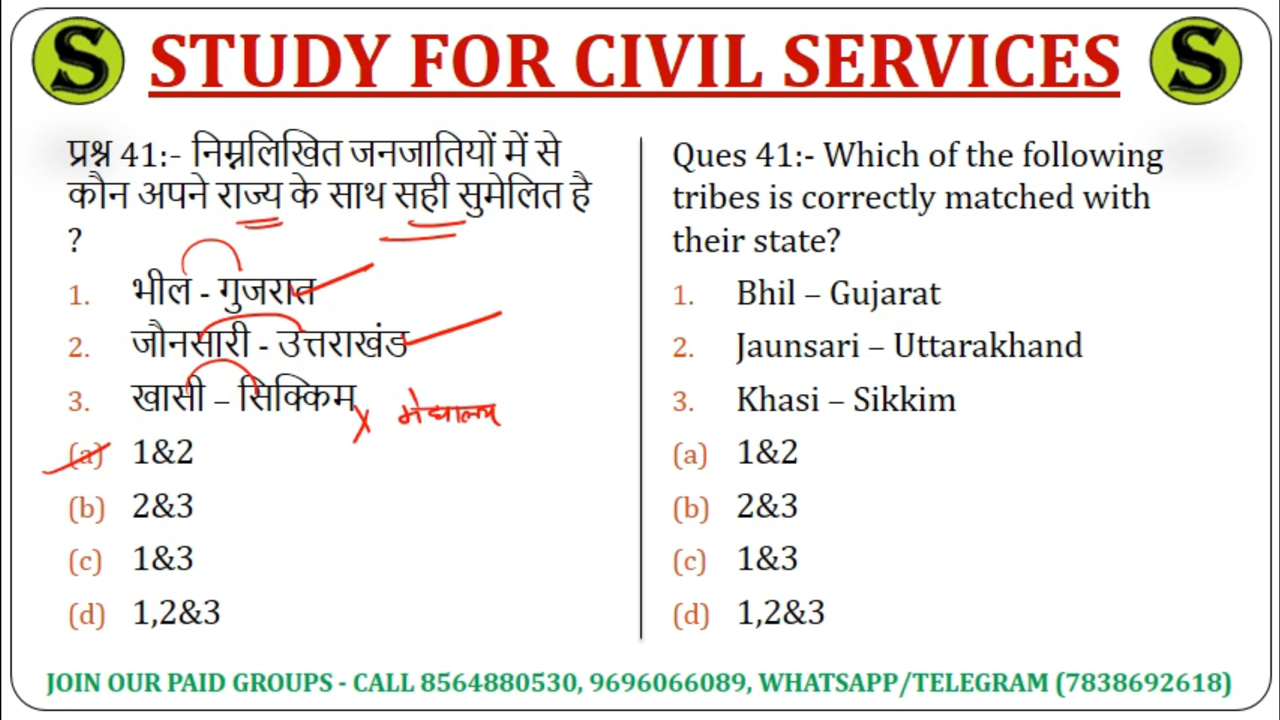 S STUDY FOR CIVIL SERVICES S
प्रश्न 41:- निम्नलिखित जनजातियों में से
कौन अपने राज्य के साथ सही सुमेलित है
?
1. भील - गुजरात
2. जौनसारी - उत्तराखंड
3. खासी – सिक्किम x मेघालय
(a) 1&2
(b) 2&3
(c) 1&3
(d) 1,2&3
Ques 41:- Which of the following
tribes is correctly matched with
their state?
1. Bhil – Gujarat
2. Jaunsari – Uttarakhand
3. Khasi – Sikkim
(a) 1&2
(b) 2&3
(c) 1&3
(d) 1,2&3
JOIN OUR PAID GROUPS - CALL 8564880530, 9696066089, WHATSAPP/TELEGRAM (7838692618)